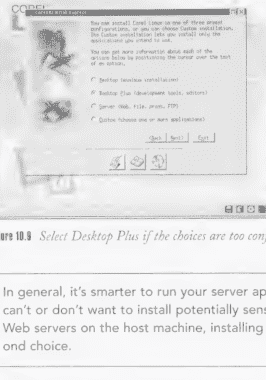 COREL
You can install Corel Linux in one of three preset
configurations, or you can choose Custom installation.
The Custom installation lets you install only the
applications you intend to use.
You can get more information about each of the
options below by positioning the cursor over the text
of an option.
Desktop (minimum installation)
Desktop Plus (development tools, editors)
Server (Web, file, proxy, FTP)
Custom (choose one or more applications)
<Back Next> Exit
ure 10.9 Select Desktop Plus if the choices are too conf
In general, it's smarter to run your server ap
can't or don't want to install potentially sens
Web servers on the host machine, installing
ond choice.